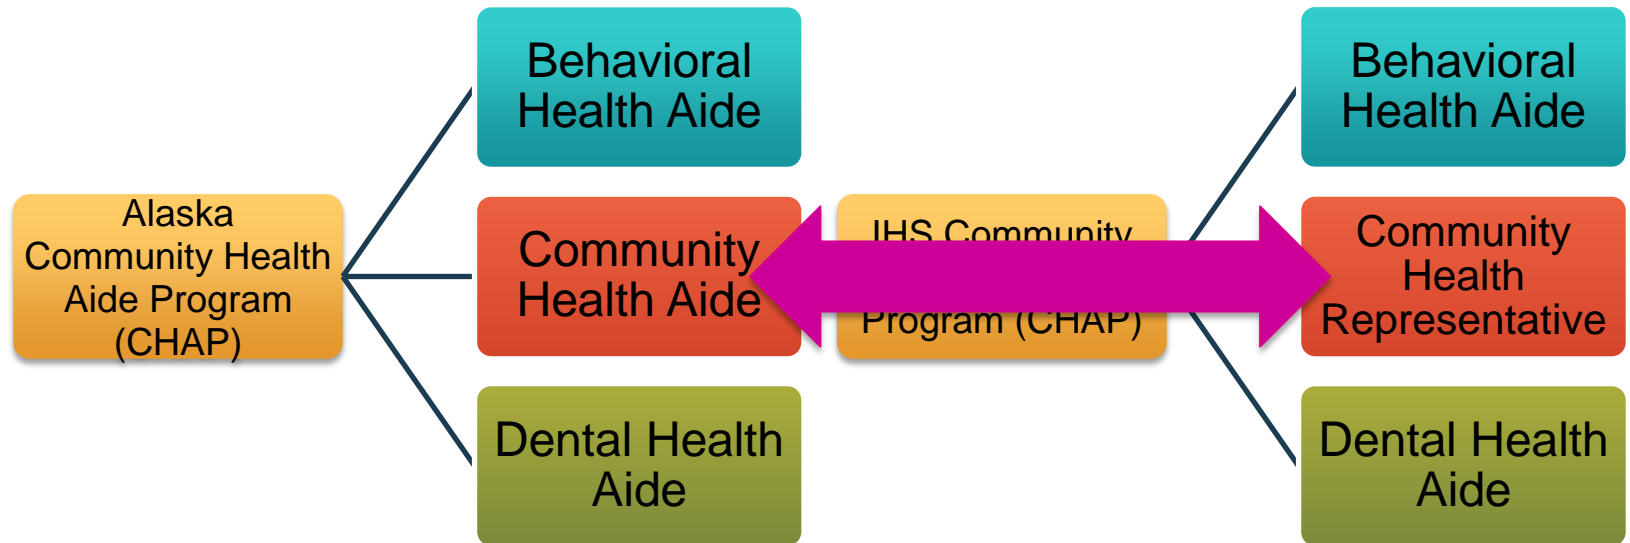 Alaska
Community Health
Aide Program
(CHAP)
Behavioral
Health Aide
Community
Health Aide
Dental Health
Aide
IHS Community
Program (CHAP)
Behavioral
Health Aide
Community
Health
Representative
Dental Health
Aide